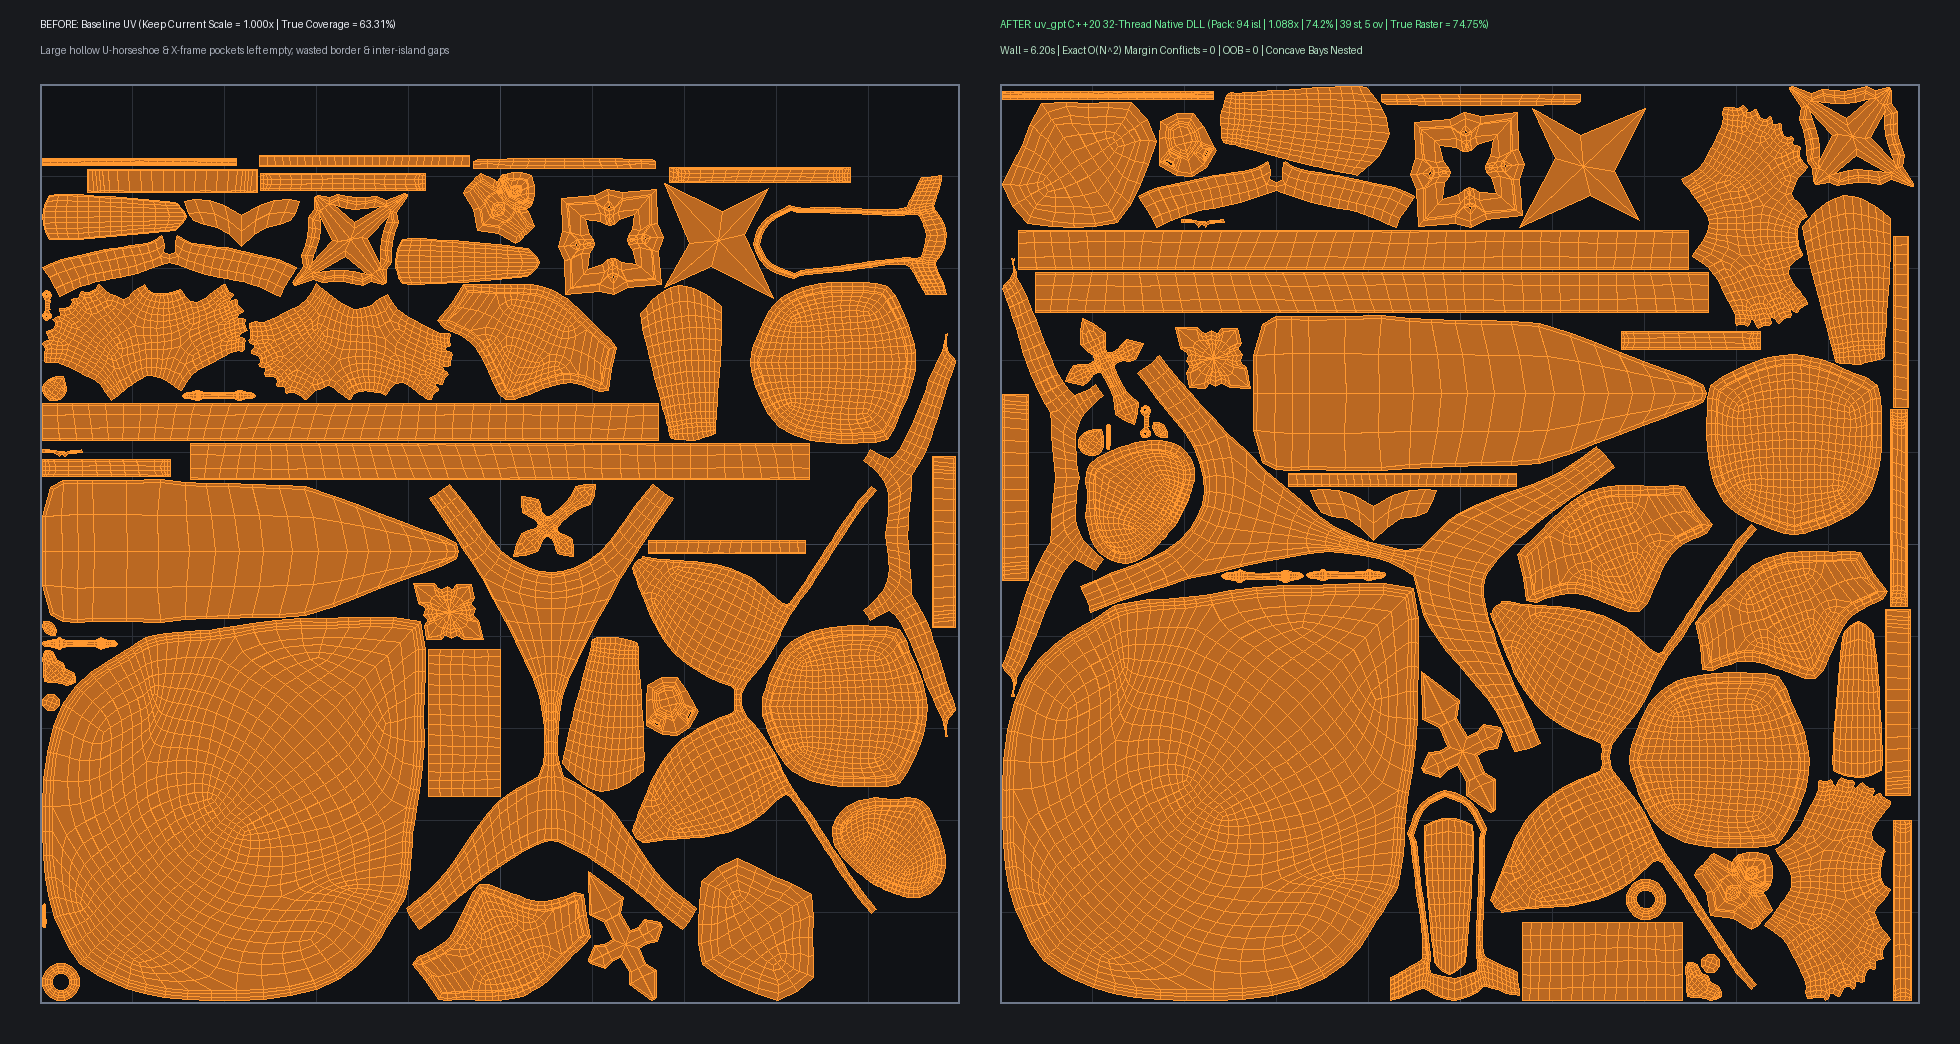 BEFORE: Baseline UV (Keep Current Scale = 1.000x | True Coverage = 63.31%)
Large hollow U-horseshoe & X-frame pockets left empty; wasted border & inter-island gaps
AFTER: uv_gpt C++20 32-Thread Native DLL (Pack: 94 isl | 1.088x | 74.2% | 39 st, 5 ov | True Raster = 74.75%)
Wall = 6.20s | Exact O(N^2) Margin Conflicts = 0 | OOB = 0 | Concave Bays Nested